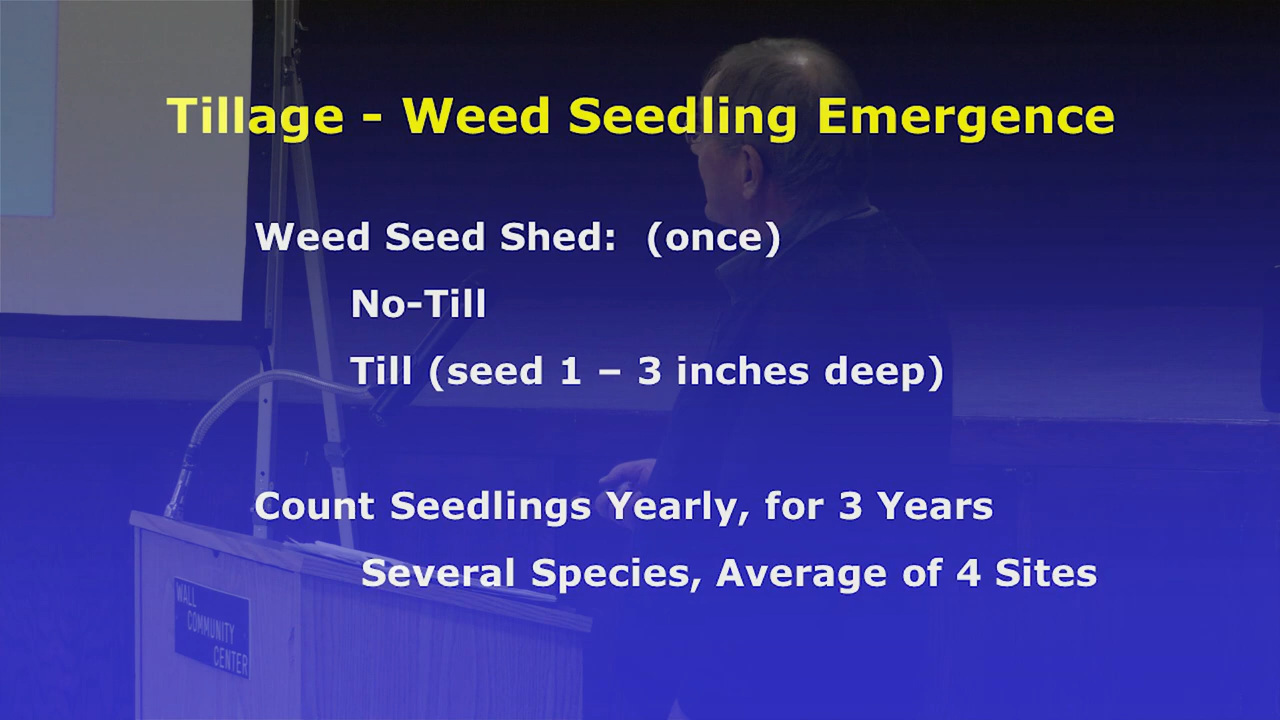 Tillage - Weed Seedling Emergence
Weed Seed Shed: (once)
No-Till
Till (seed 1 – 3 inches deep)
Count Seedlings Yearly, for 3 Years
Several Species, Average of 4 Sites
WALL
COMMUNITY
CENTER